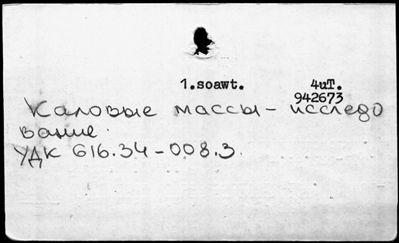 1.soawt. 4uT.
942673
Каловые массы - исследо
вание.
УДК 616.34-008.3.